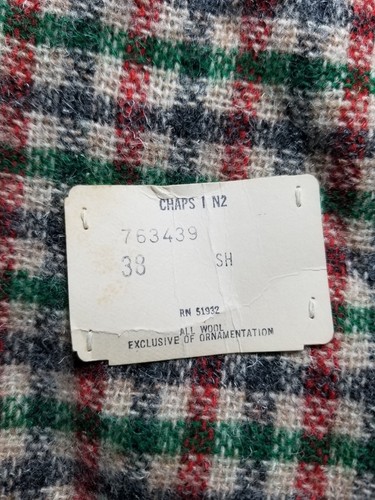 CHAPS I N2
763439
38 SH
RN 51932
ALL WOOL
EXCLUSIVE OF ORNAMENTATION